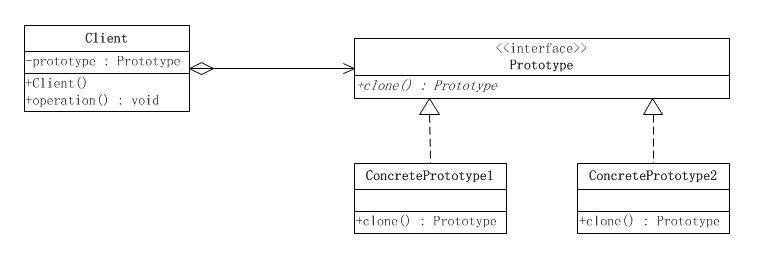 Client
-prototype : Prototype
+Client()
+operation() : void
<<interface>>
Prototype
+clone() : Prototype
ConcretePrototype1
+clone() : Prototype
ConcretePrototype2
+clone() : Prototype